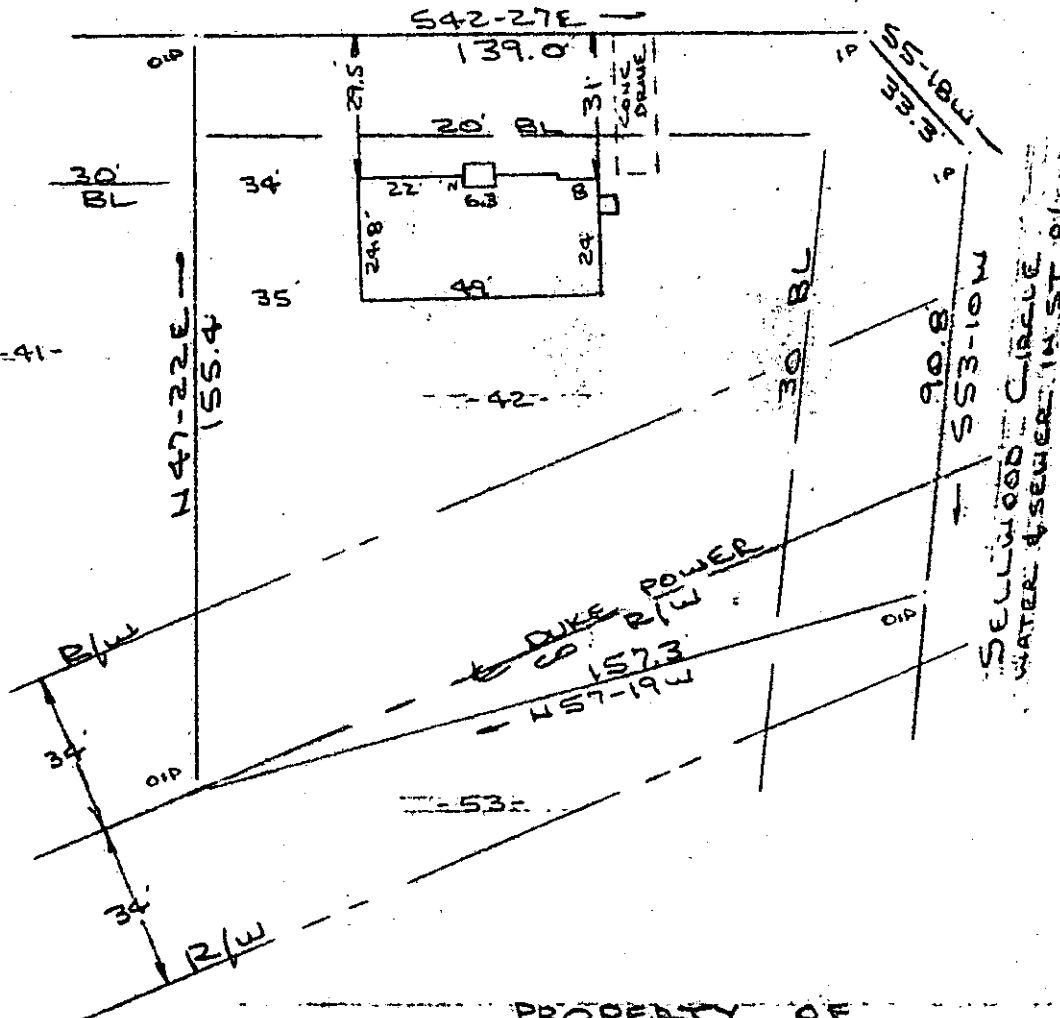 S42-27E
139.0'
OIP
IP
S5-18W
33.3'
IP
29.5'
31'
CONC
DRIVE
20' BL
30'
BL
34'
22'
6.3
8
24.8'
24
49'
35'
N47-22E
155.4'
-41-
-42-
30' BL
90.8
S53-10W
SELLWOOD CIRCLE
WATER & SEWER IN ST
R/W
34'
℄ DUKE POWER
R/W
157.3
N57-19W
OIP
OIP
-53-
34'
R/W
PROPERTY OF